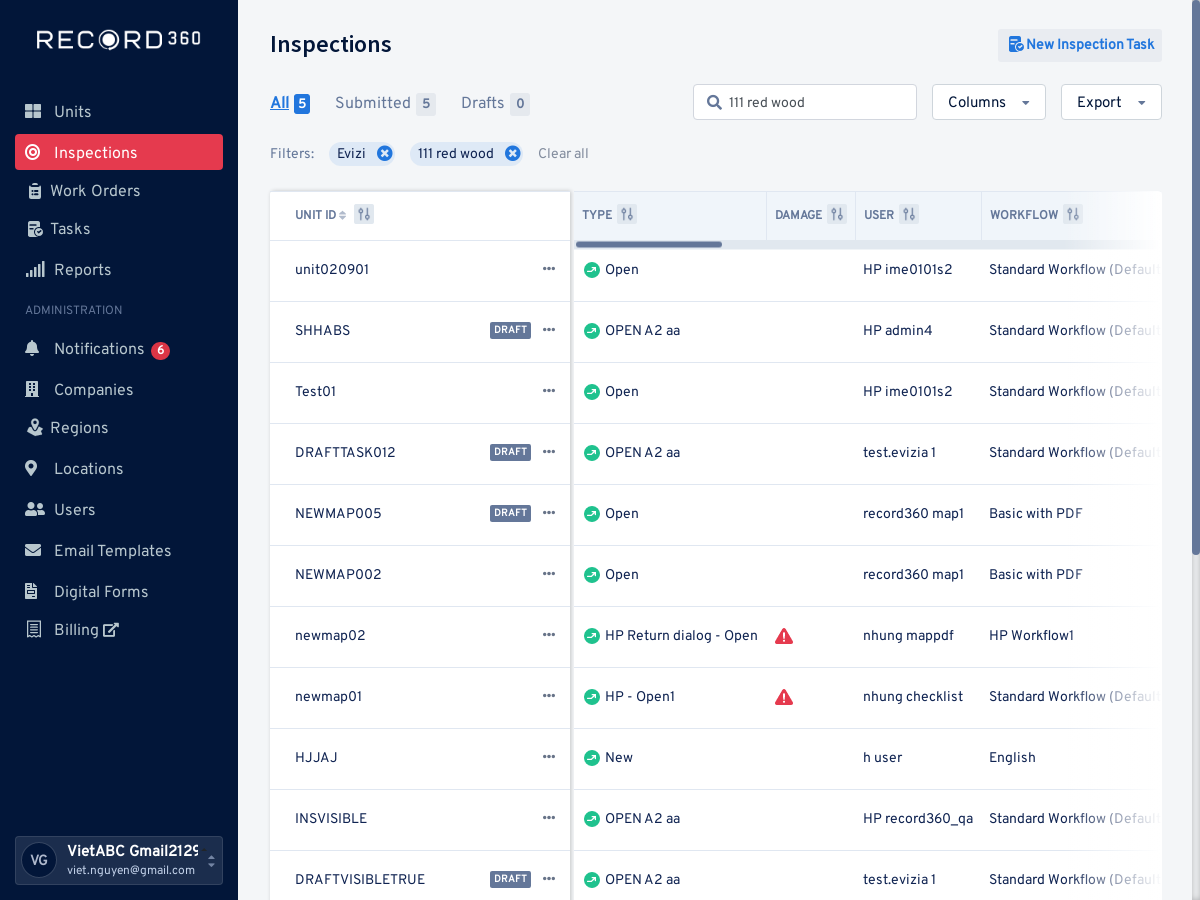 RECORD360
Units
Inspections
Work Orders
Tasks
Reports
ADMINISTRATION
Notifications 6
Companies
Regions
Locations
Users
Email Templates
Digital Forms
Billing
VG
VietABC Gmail2129
viet.nguyen@gmail.com
Inspections
New Inspection Task
All 5 Submitted 5 Drafts 0
111 red wood
Columns
Export
Filters: Evizi 111 red wood Clear all
UNIT ID TYPE DAMAGE USER WORKFLOW
unit020901 Open HP ime0101s2 Standard Workflow (Default
SHHABS DRAFT OPEN A2 aa HP admin4 Standard Workflow (Default
Test01 Open HP ime0101s2 Standard Workflow (Default
DRAFTTASK012 DRAFT OPEN A2 aa test.evizia 1 Standard Workflow (Default
NEWMAP005 DRAFT Open record360 map1 Basic with PDF
NEWMAP002 Open record360 map1 Basic with PDF
newmap02 HP Return dialog - Open nhung mappdf HP Workflow1
newmap01 HP - Open1 nhung checklist Standard Workflow (Default
HJJAJ New h user English
INSVISIBLE OPEN A2 aa HP record360_qa Standard Workflow (Default
DRAFTVISIBLETRUE DRAFT OPEN A2 aa test.evizia 1 Standard Workflow (Default